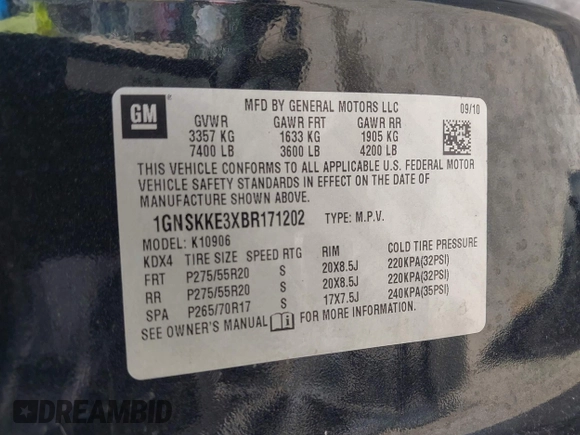 GM
MFD BY GENERAL MOTORS LLC
09/10
GVWR GAWR FRT GAWR RR
3357 KG 1633 KG 1905 KG
7400 LB 3600 LB 4200 LB
THIS VEHICLE CONFORMS TO ALL APPLICABLE U.S. FEDERAL MOTOR
VEHICLE SAFETY STANDARDS IN EFFECT ON THE DATE OF
MANUFACTURE SHOWN ABOVE.
1GNSKKE3XBR171202 TYPE: M.P.V.
MODEL: K10906
KDX4 TIRE SIZE SPEED RTG RIM COLD TIRE PRESSURE
FRT P275/55R20 S 20X8.5J 220KPA(32PSI)
RR P275/55R20 S 20X8.5J 220KPA(32PSI)
SPA P265/70R17 S 17X7.5J 240KPA(35PSI)
SEE OWNER'S MANUAL FOR ADDITIONAL INFORMATION.
DREAMBID